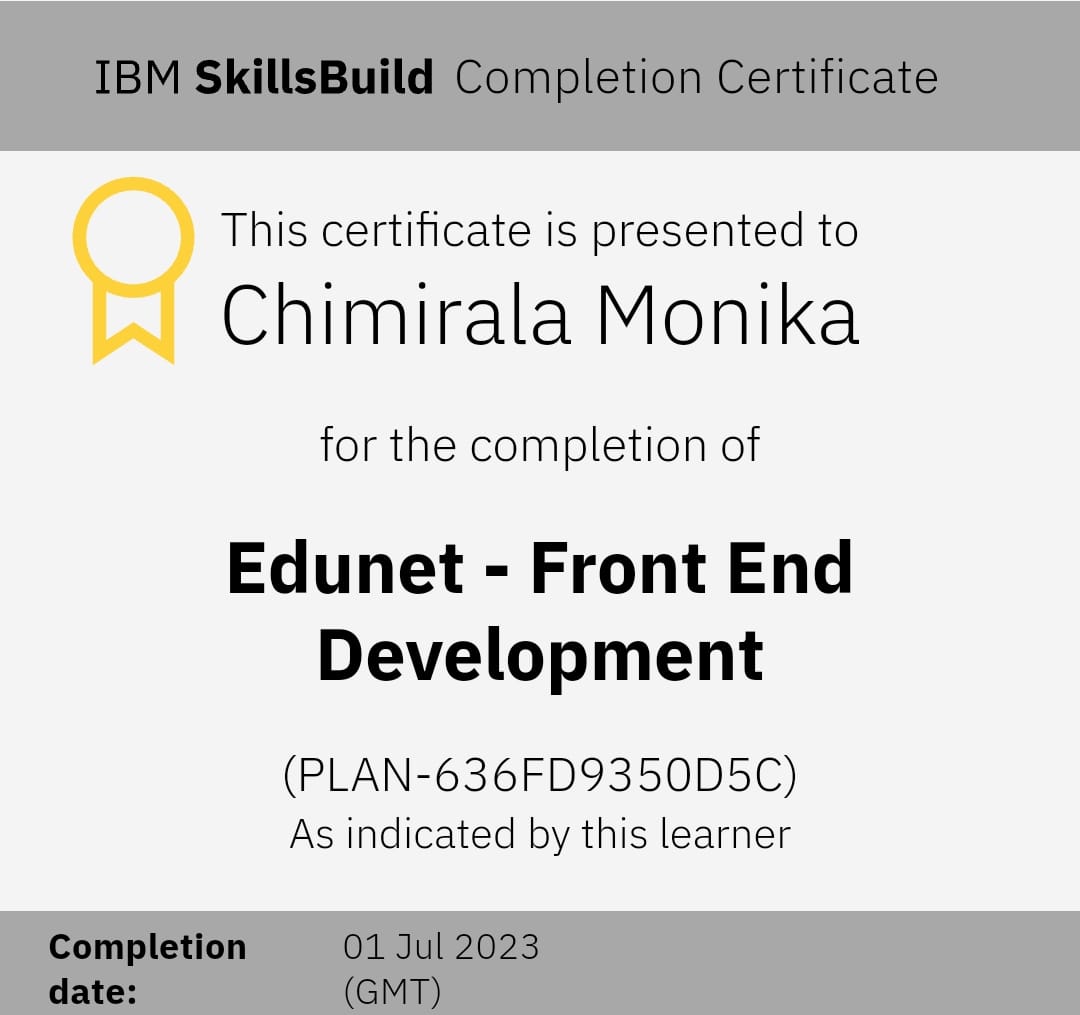 IBM SkillsBuild Completion Certificate
This certificate is presented to
Chimirala Monika
for the completion of
Edunet - Front End
Development
(PLAN-636FD9350D5C)
As indicated by this learner
Completion date: 01 Jul 2023 (GMT)